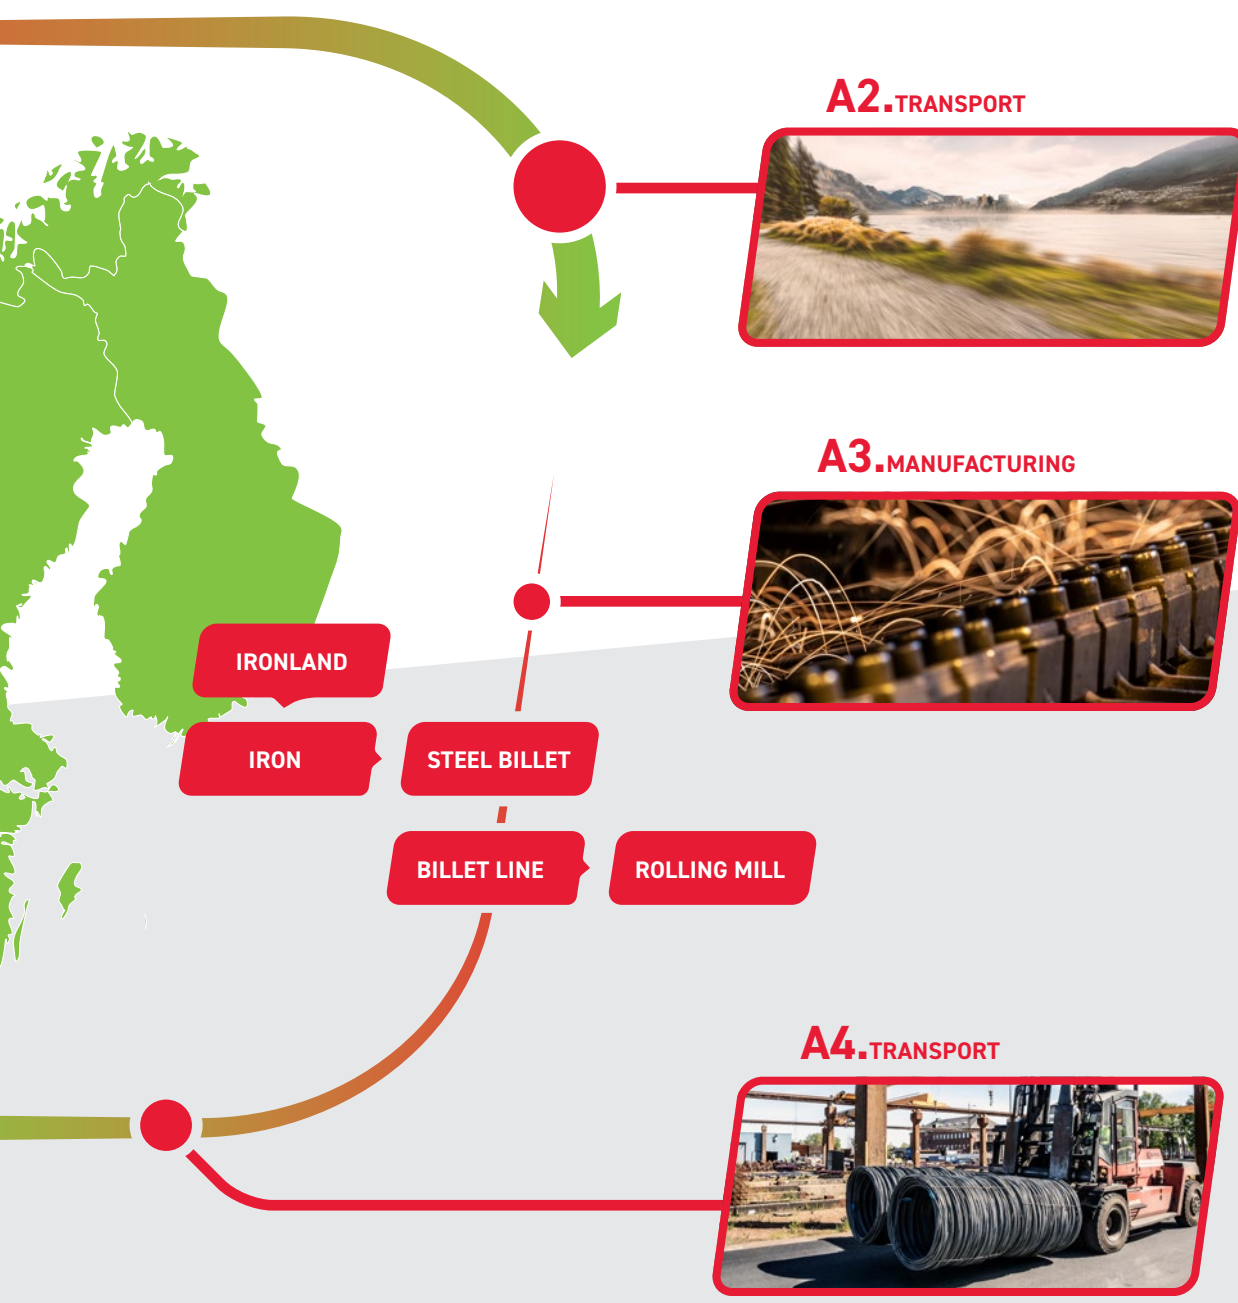 A2.TRANSPORT
A3.MANUFACTURING
IRONLAND
IRON
STEEL BILLET
BILLET LINE
ROLLING MILL
A4.TRANSPORT